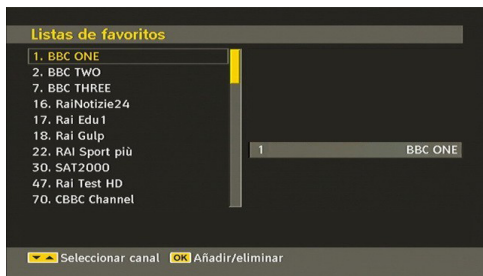 Listas de favoritos
1. BBC ONE
2. BBC TWO
7. BBC THREE
16. RaiNotizie24
17. Rai Edu1
18. Rai Gulp
22. RAI Sport più
30. SAT2000
47. Rai Test HD
70. CBBC Channel
1 BBC ONE
Seleccionar canal OK Añadir/eliminar